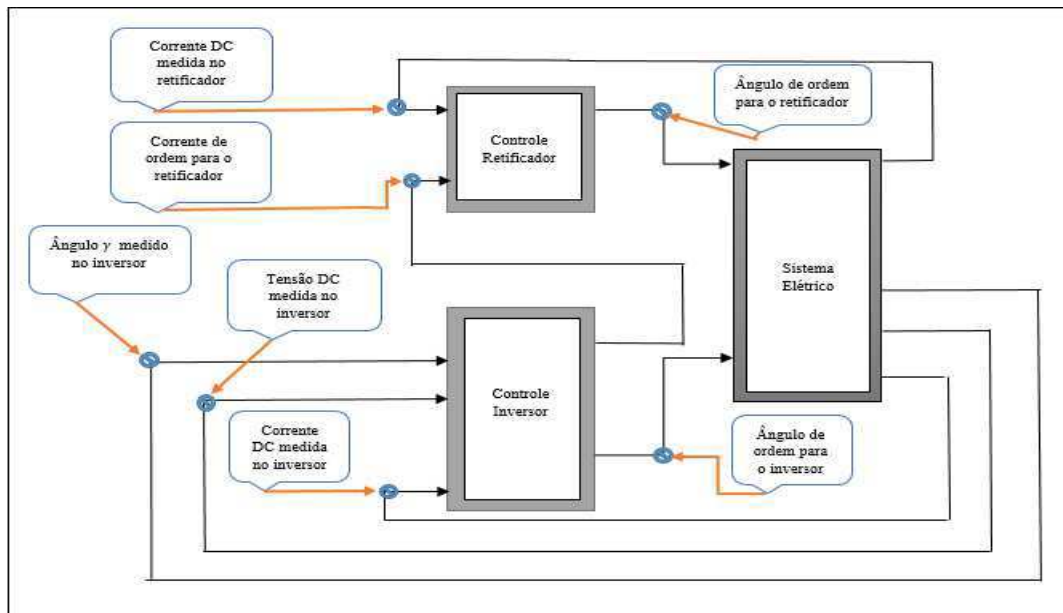 Corrente DC
medida no
retificador
Corrente de
ordem para o
retificador
Controle
Retificador
Ângulo de ordem
para o retificador
Ângulo γ medido
no inversor
Tensão DC
medida no
inversor
Sistema
Elétrico
Controle
Inversor
Corrente
DC medida
no inversor
Ângulo de
ordem para
o inversor